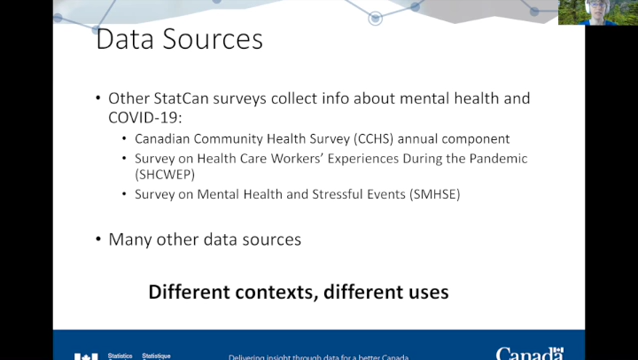 Data Sources
• Other StatCan surveys collect info about mental health and
COVID-19:
• Canadian Community Health Survey (CCHS) annual component
• Survey on Health Care Workers' Experiences During the Pandemic
(SHCWEP)
• Survey on Mental Health and Stressful Events (SMHSE)
• Many other data sources
Different contexts, different uses
Statistics Statistique
Delivering insight through data for a better Canada
Canada